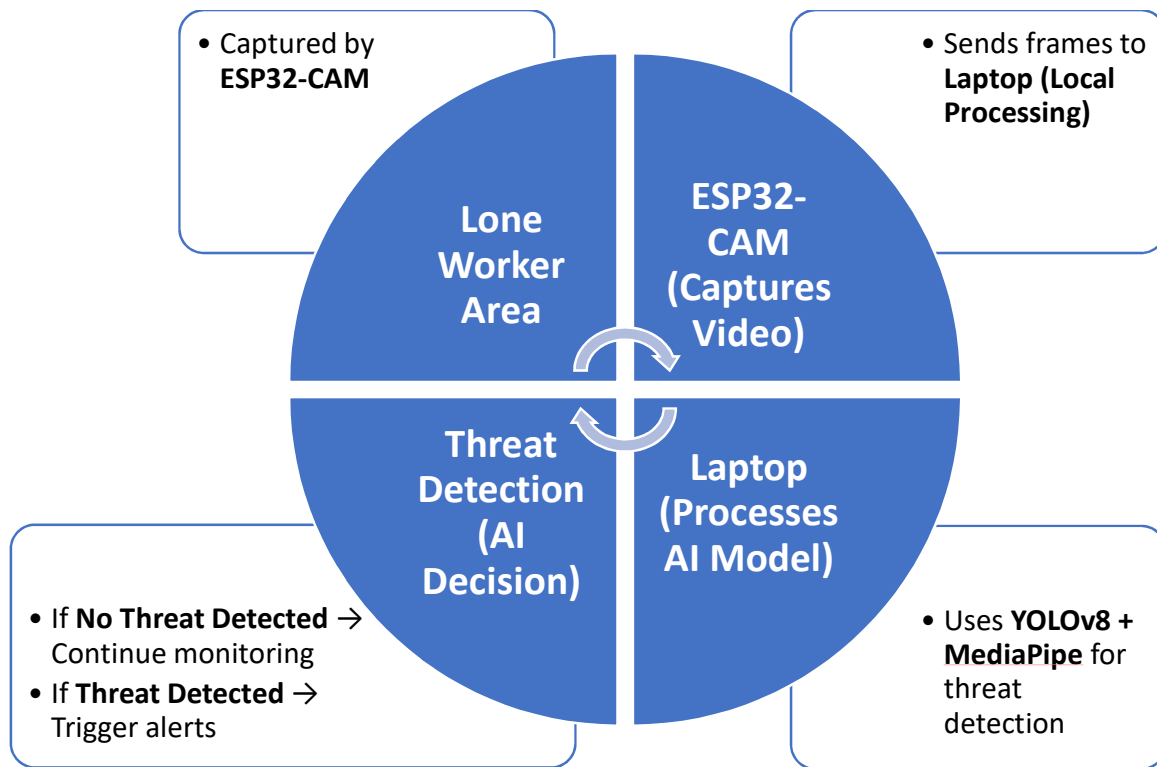 • Captured by
ESP32-CAM
• Sends frames to
Laptop (Local
Processing)
Lone
Worker
Area
ESP32-
CAM
(Captures
Video)
Threat
Detection
(AI
Decision)
Laptop
(Processes
AI Model)
• If No Threat Detected →
Continue monitoring
• If Threat Detected →
Trigger alerts
• Uses YOLOv8 +
MediaPipe for
threat
detection